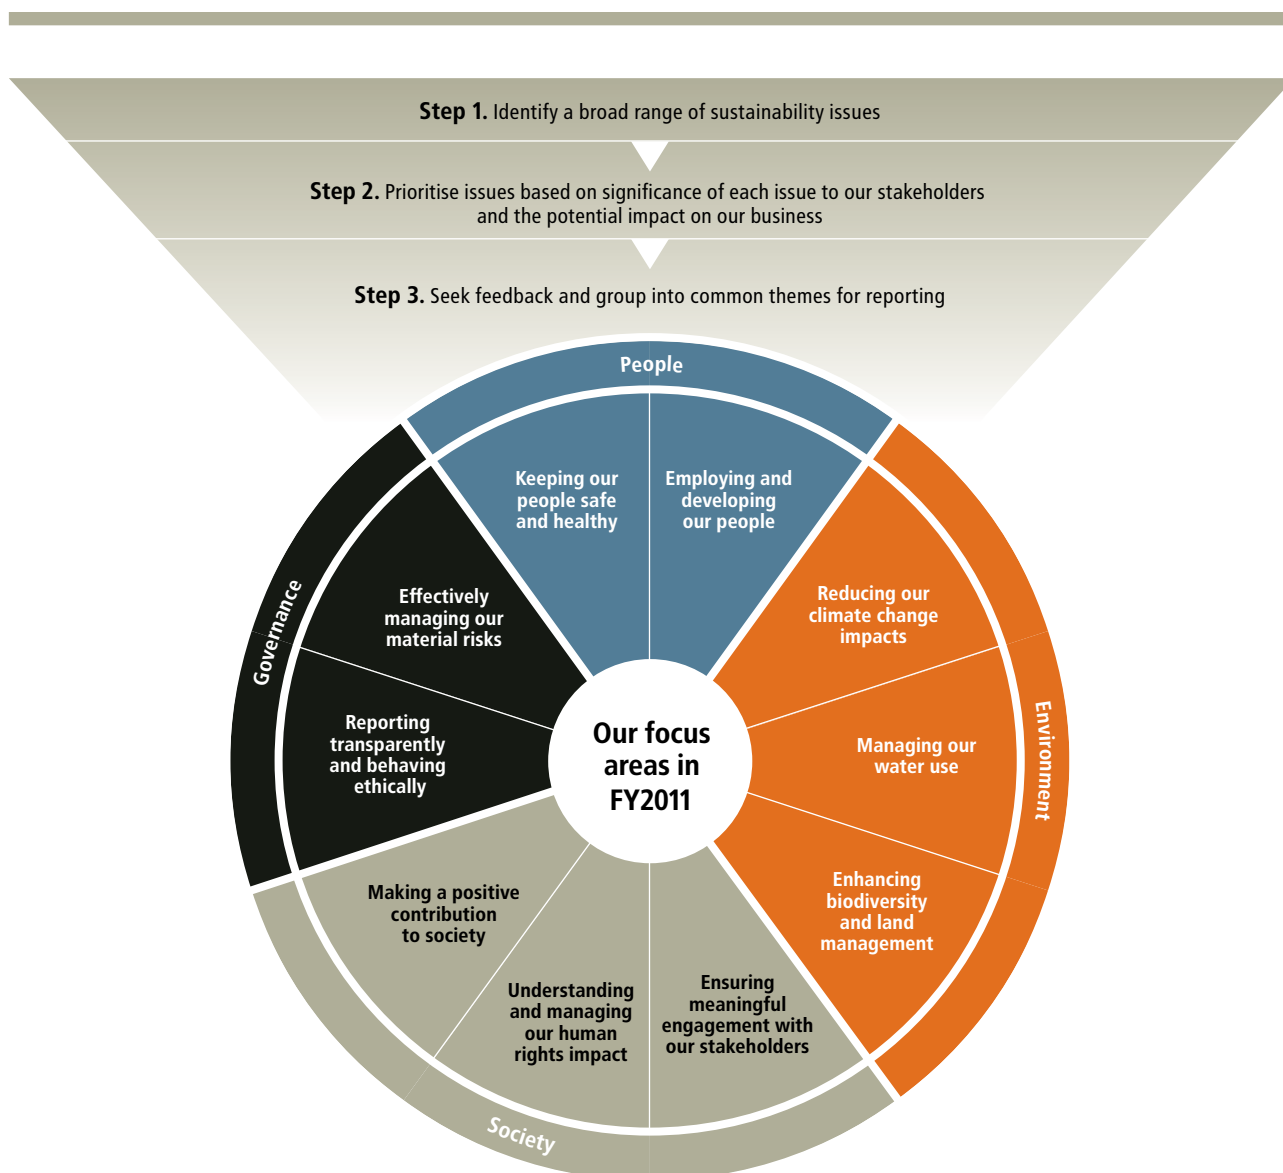 Step 1. Identify a broad range of sustainability issues
Step 2. Prioritise issues based on significance of each issue to our stakeholders
and the potential impact on our business
Step 3. Seek feedback and group into common themes for reporting
People
Keeping our
people safe
and healthy
Employing and
developing
our people
Governance
Effectively
managing our
material risks
Reporting
transparently
and behaving
ethically
Our focus
areas in
FY2011
Environment
Reducing our
climate change
impacts
Managing our
water use
Enhancing
biodiversity
and land
management
Making a positive
contribution
to society
Understanding
and managing
our human
rights impact
Ensuring
meaningful
engagement with
our stakeholders
Society